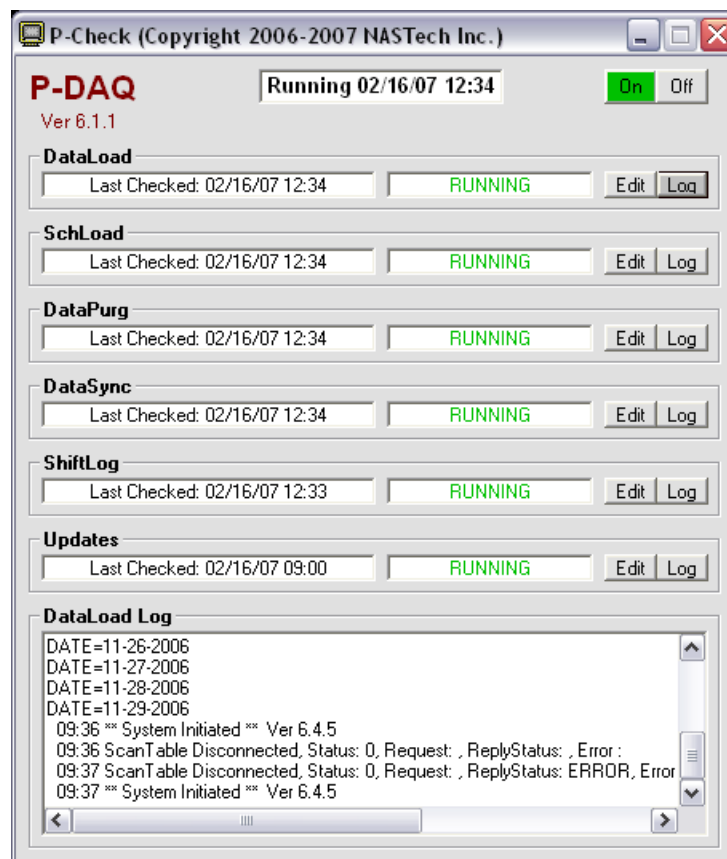 P-Check (Copyright 2006-2007 NASTech Inc.)
P-DAQ
Running 02/16/07 12:34
On Off
Ver 6.1.1
DataLoad
Last Checked: 02/16/07 12:34 RUNNING Edit Log
SchLoad
Last Checked: 02/16/07 12:34 RUNNING Edit Log
DataPurg
Last Checked: 02/16/07 12:34 RUNNING Edit Log
DataSync
Last Checked: 02/16/07 12:34 RUNNING Edit Log
ShiftLog
Last Checked: 02/16/07 12:33 RUNNING Edit Log
Updates
Last Checked: 02/16/07 09:00 RUNNING Edit Log
DataLoad Log
DATE=11-26-2006
DATE=11-27-2006
DATE=11-28-2006
DATE=11-29-2006
09:36 ** System Initiated ** Ver 6.4.5
09:36 ScanTable Disconnected, Status: 0, Request: , ReplyStatus: , Error :
09:37 ScanTable Disconnected, Status: 0, Request: , ReplyStatus: ERROR, Error
09:37 ** System Initiated ** Ver 6.4.5